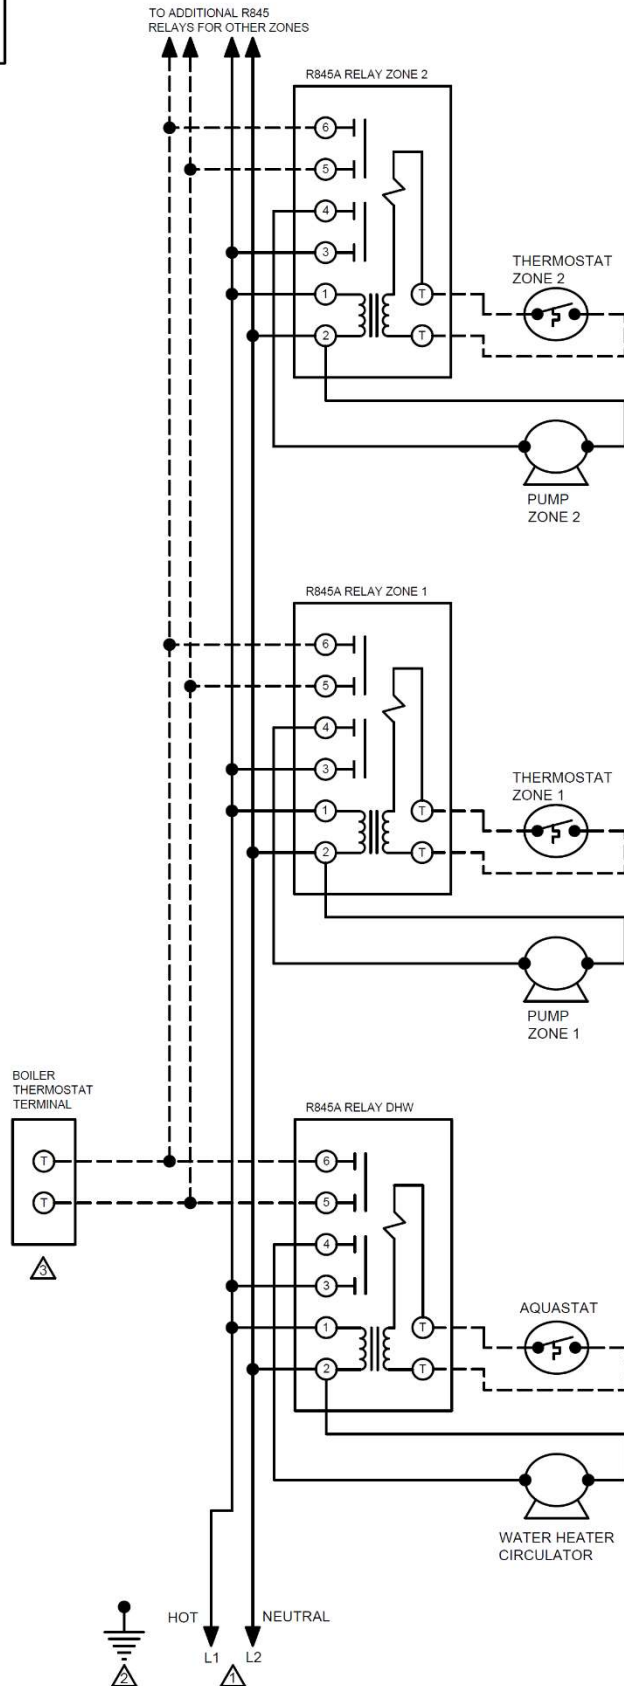 TO ADDITIONAL R845
RELAYS FOR OTHER ZONES
R845A RELAY ZONE 2
6
5
4
3
1
2
T
T
THERMOSTAT
ZONE 2
PUMP
ZONE 2
R845A RELAY ZONE 1
6
5
4
3
1
2
T
T
THERMOSTAT
ZONE 1
PUMP
ZONE 1
BOILER
THERMOSTAT
TERMINAL
T
T
3
R845A RELAY DHW
6
5
4
3
1
2
T
T
AQUASTAT
WATER HEATER
CIRCULATOR
HOT
NEUTRAL
L1
L2
2
1